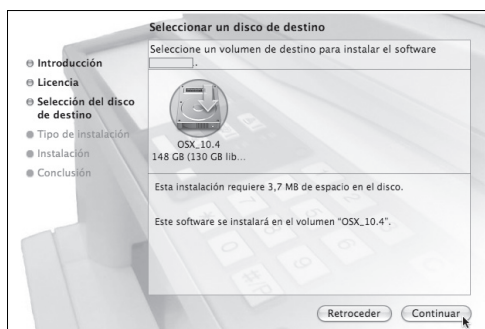 Seleccionar un disco de destino
Seleccione un volumen de destino para instalar el software
.
Introducción
Licencia
Selección del disco
de destino
Tipo de instalación
Instalación
Conclusión
OSX_10.4
148 GB (130 GB lib...
Esta instalación requiere 3,7 MB de espacio en el disco.
Este software se instalará en el volumen “OSX_10.4”.
Retroceder
Continuar